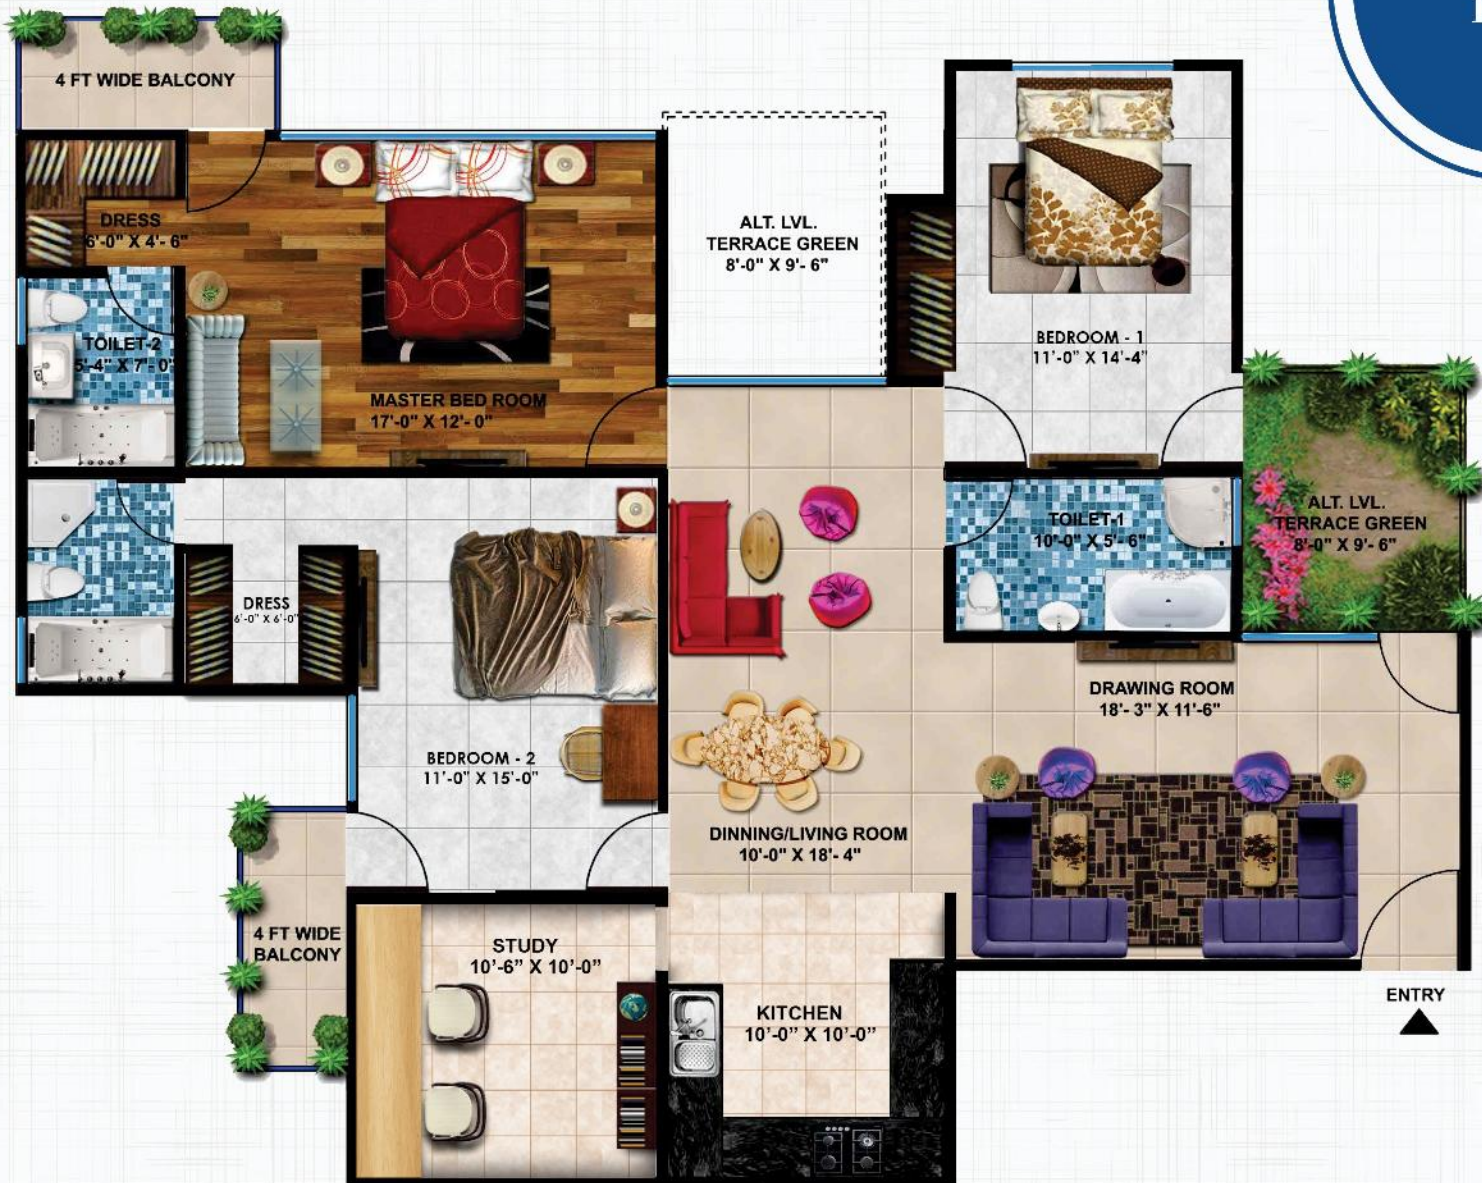 4 FT WIDE BALCONY
DRESS
6'-0" X 4'- 6"
ALT. LVL.
TERRACE GREEN
8'-0" X 9'- 6"
BEDROOM - 1
11'-0" X 14'-4"
TOILET-2
5'-4" X 7'- 0"
MASTER BED ROOM
17'-0" X 12'- 0"
ALT. LVL.
TERRACE GREEN
8'-0" X 9'- 6"
TOILET-1
10'-0" X 5'- 6"
DRESS
6'-0" X 6'-0"
DRAWING ROOM
18'- 3" X 11'-6"
BEDROOM - 2
11'-0" X 15'-0"
DINNING/LIVING ROOM
10'-0" X 18'- 4"
4 FT WIDE
BALCONY
STUDY
10'-6" X 10'-0"
KITCHEN
10'-0" X 10'-0"
ENTRY